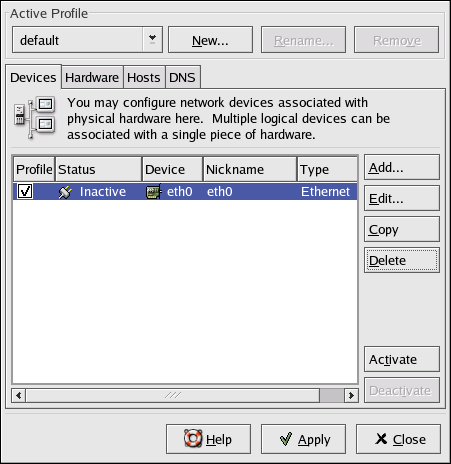 Active Profile
default New... Rename... Remove
Devices Hardware Hosts DNS
You may configure network devices associated with
physical hardware here. Multiple logical devices can be
associated with a single piece of hardware.
Profile Status Device Nickname Type
Inactive eth0 eth0 Ethernet
Add...
Edit...
Copy
Delete
Activate
Deactivate
Help Apply Close